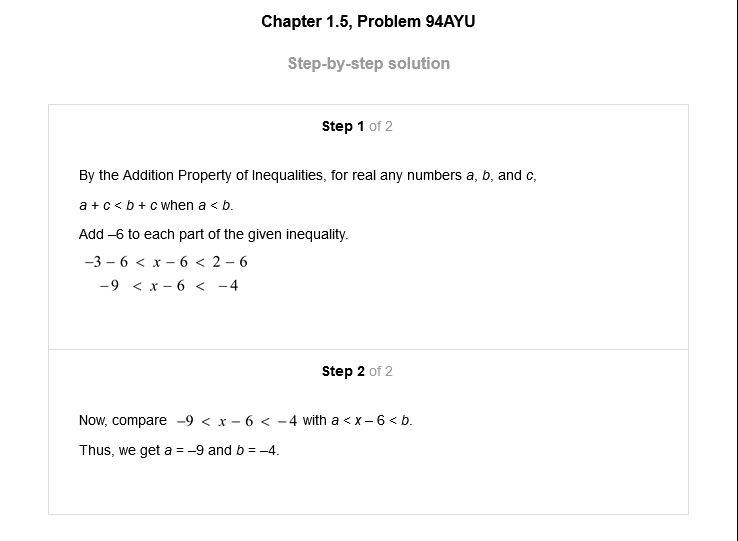 Chapter 1.5, Problem 94AYU
Step-by-step solution
Step 1 of 2
By the Addition Property of Inequalities, for real any numbers a, b, and c,
a + c < b + c when a < b.
Add –6 to each part of the given inequality.
−3 − 6 < x − 6 < 2 − 6
−9 < x − 6 < −4
Step 2 of 2
Now, compare −9 < x − 6 < −4 with a < x – 6 < b.
Thus, we get a = –9 and b = –4.